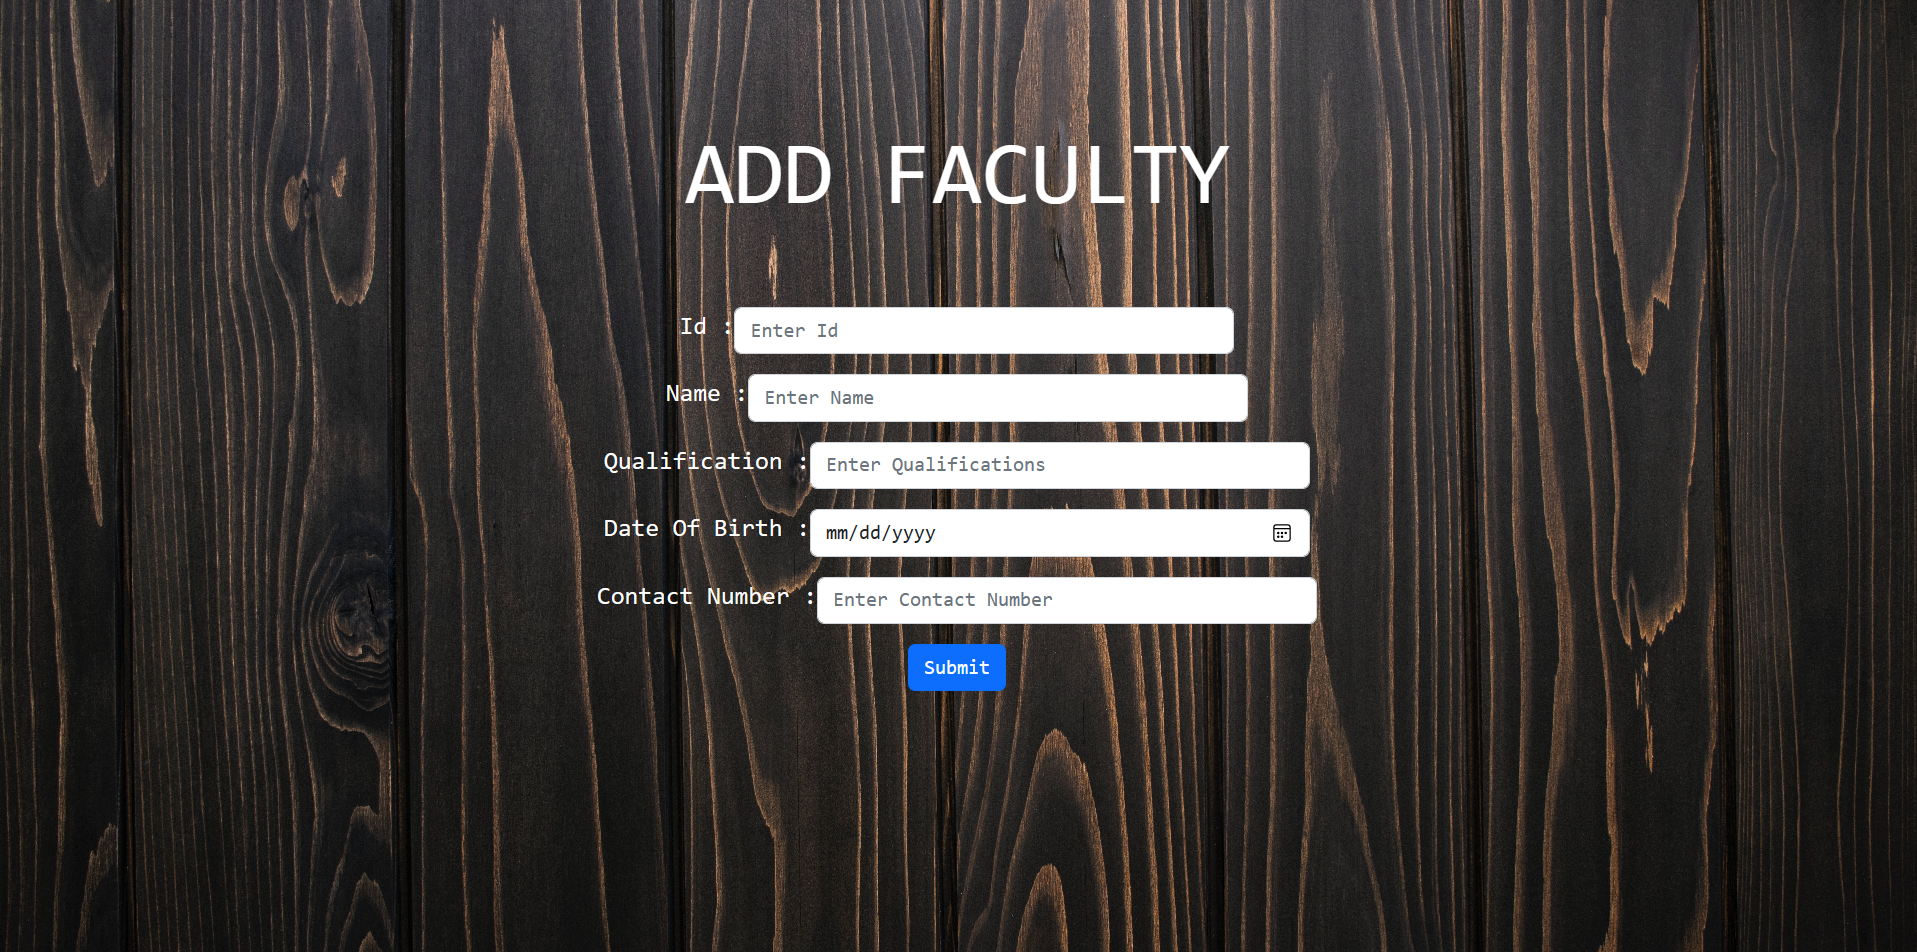 ADD FACULTY
Id : Enter Id
Name : Enter Name
Qualification : Enter Qualifications
Date Of Birth : mm/dd/yyyy
Contact Number : Enter Contact Number
Submit